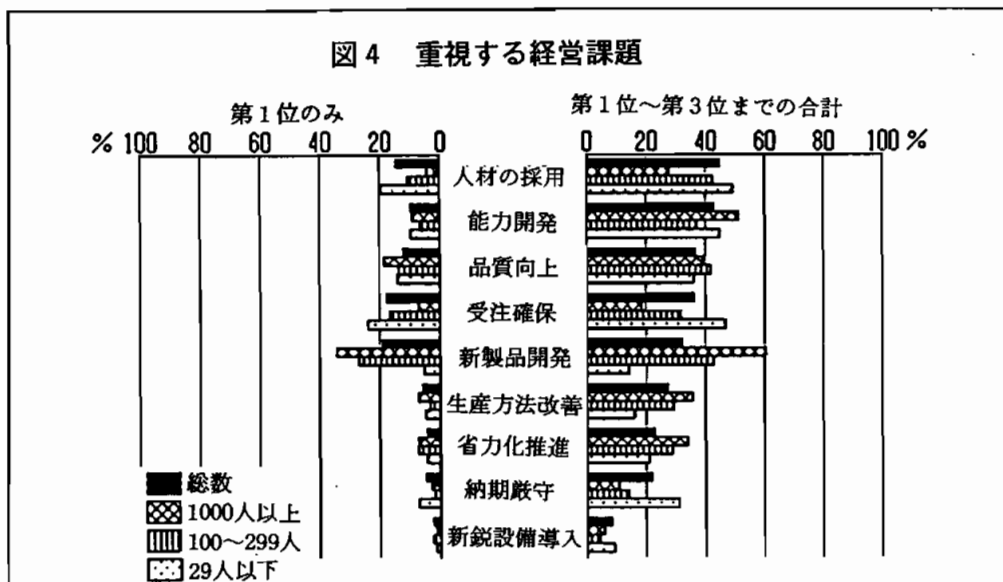 図4 重視する経営課題
第1位のみ
第1位～第3位までの合計
% 100 80 60 40 20 0
0 20 40 60 80 100 %
人材の採用
能力開発
品質向上
受注確保
新製品開発
生産方法改善
省力化推進
納期厳守
新鋭設備導入
総数
1000人以上
100～299人
29人以下